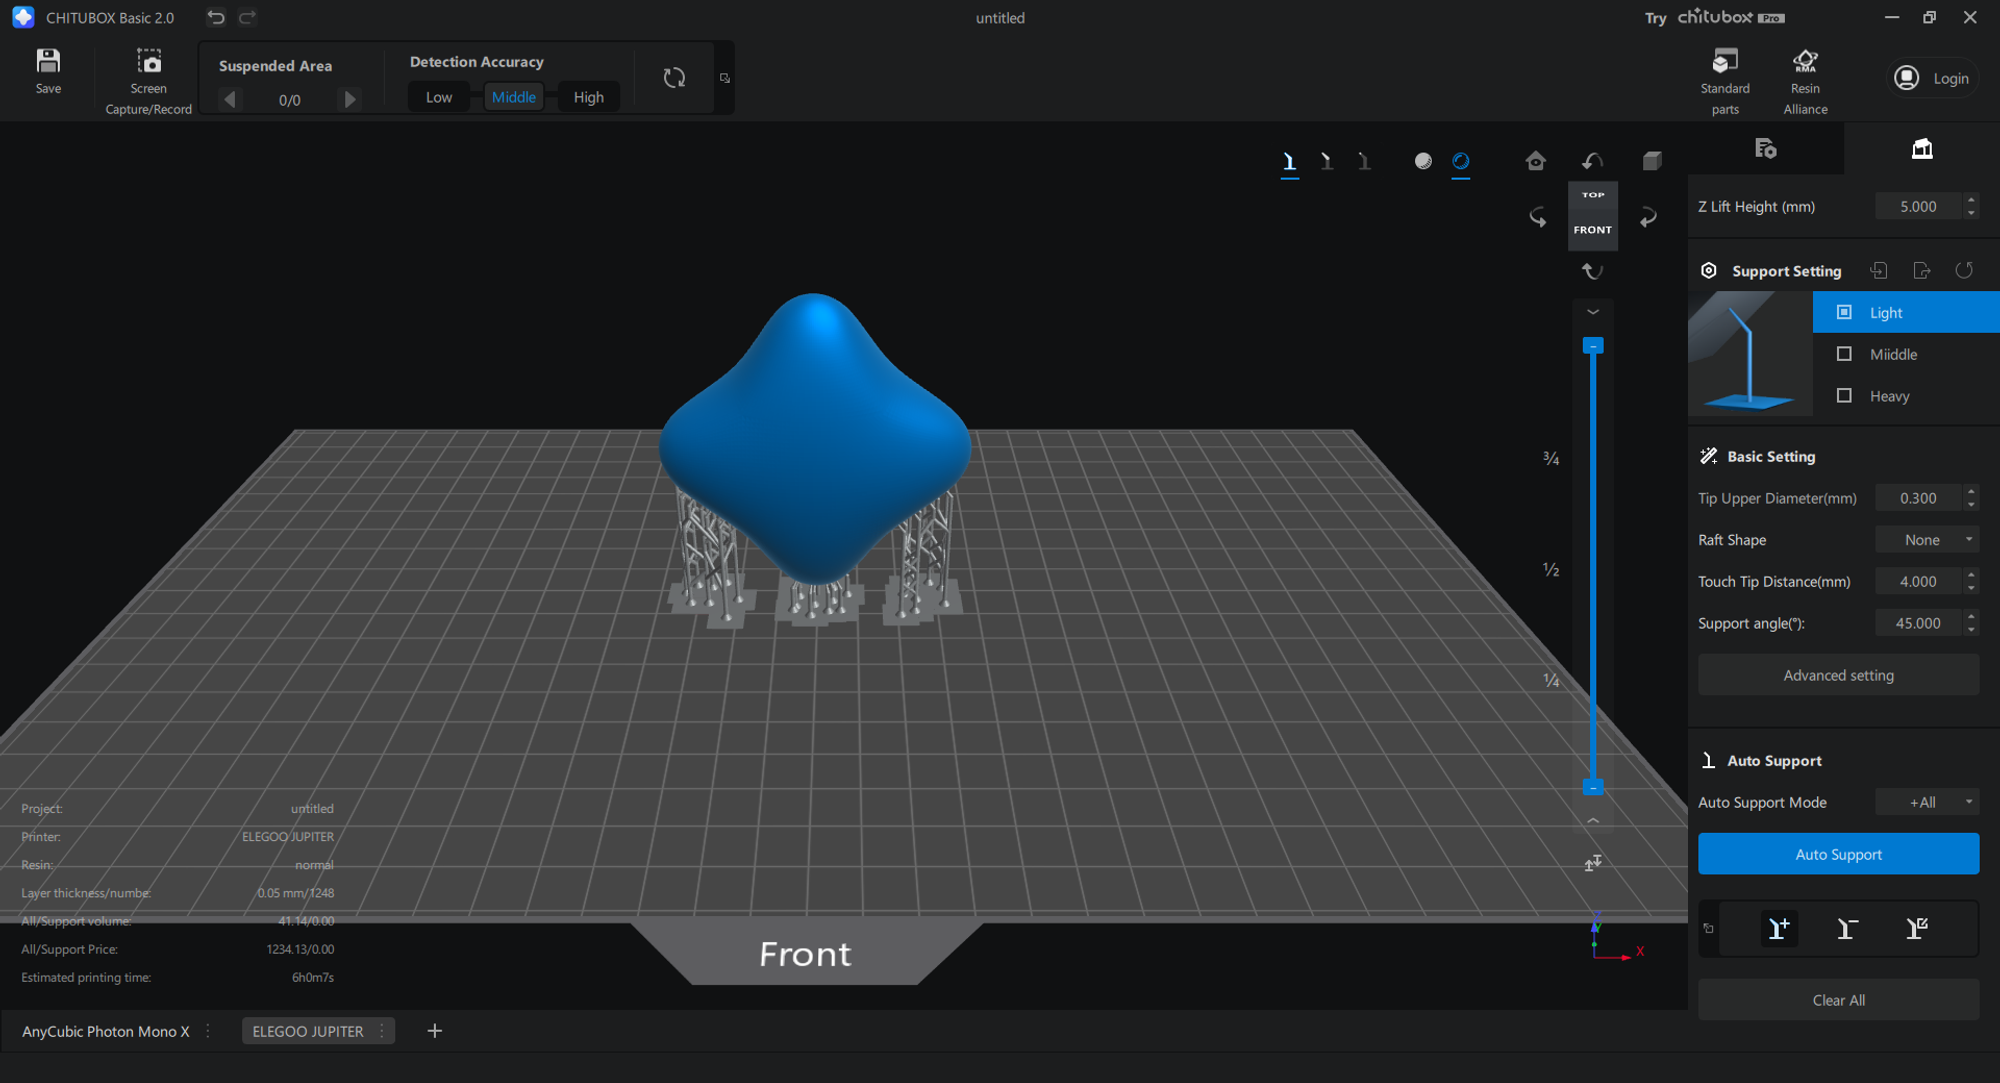 CHITUBOX Basic 2.0
untitled
Try chitubox Pro
Save
Screen
Capture/Record
Suspended Area
0/0
Detection Accuracy
Low
Middle
High
Standard
parts
RMA
Resin
Alliance
Login
TOP
FRONT
Z Lift Height (mm)
5.000
Support Setting
Light
Miiddle
Heavy
Basic Setting
Tip Upper Diameter(mm)
0.300
Raft Shape
None
Touch Tip Distance(mm)
4.000
Support angle(°):
45.000
Advanced setting
Auto Support
Auto Support Mode
+All
Auto Support
Clear All
3/4
1/2
1/4
Z
Y
X
Front
Project: untitled
Printer: ELEGOO JUPITER
Resin: normal
Layer thickness/numbe: 0.05 mm/1248
All/Support volume: 41.14/0.00
All/Support Price: 1234.13/0.00
Estimated printing time: 6h0m7s
AnyCubic Photon Mono X
ELEGOO JUPITER